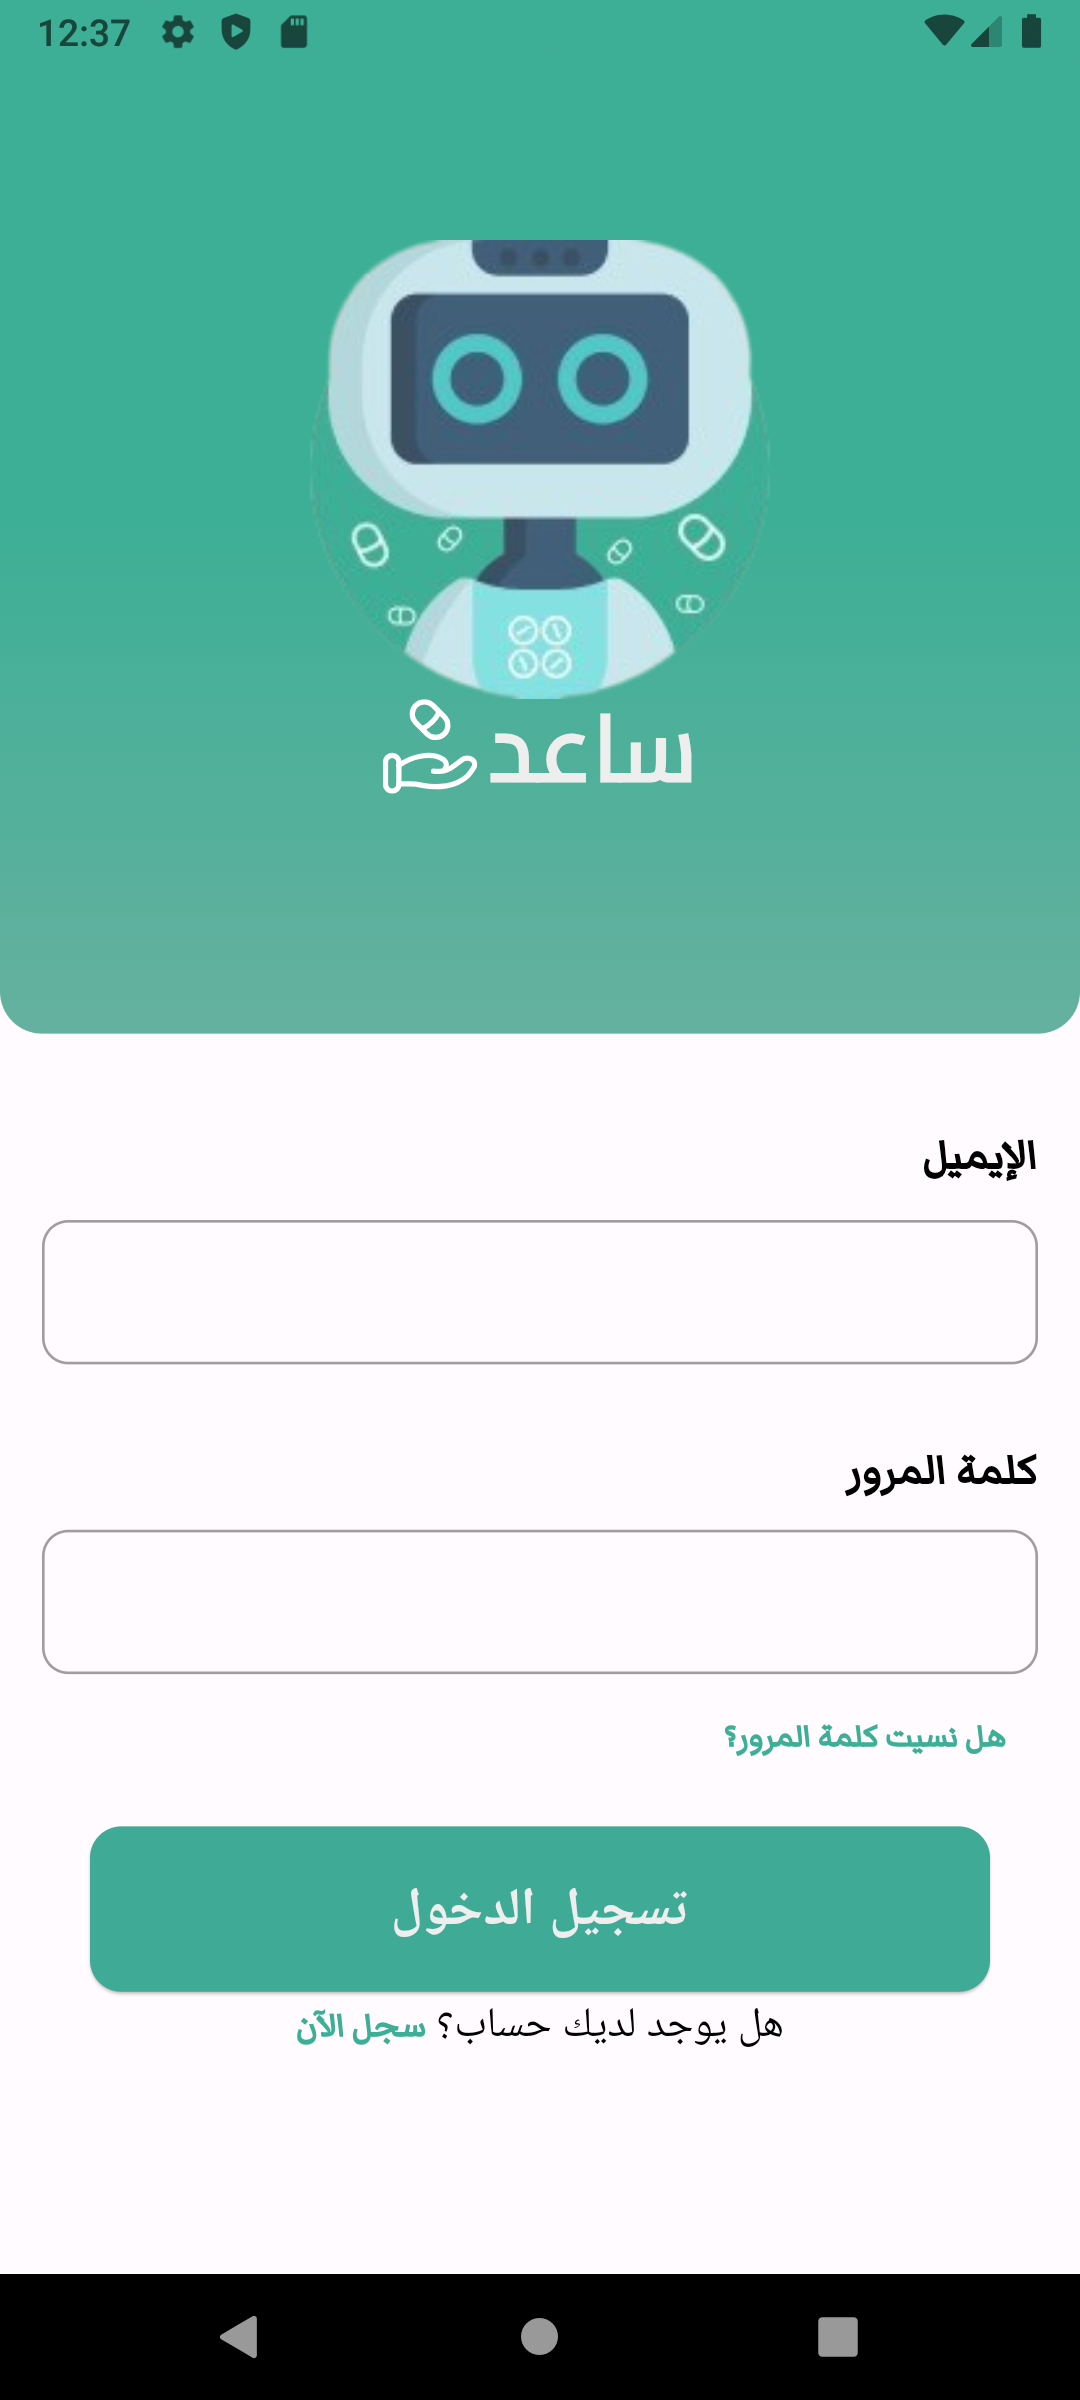 12:37
ساعد
الإيميل
كلمة المرور
هل نسيت كلمة المرور؟
تسجيل الدخول
هل يوجد لديك حساب؟ سجل الآن